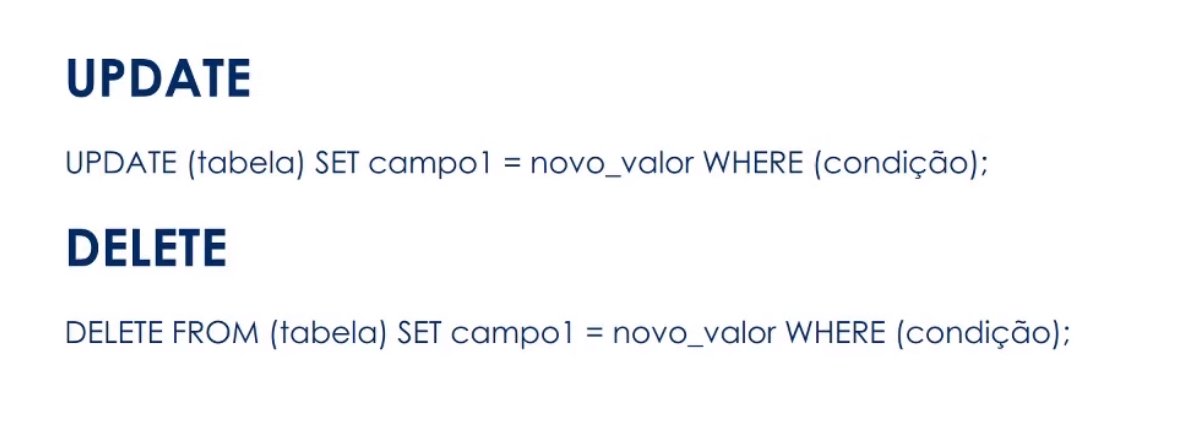 UPDATE
UPDATE (tabela) SET campo1 = novo_valor WHERE (condição);
DELETE
DELETE FROM (tabela) SET campo1 = novo_valor WHERE (condição);